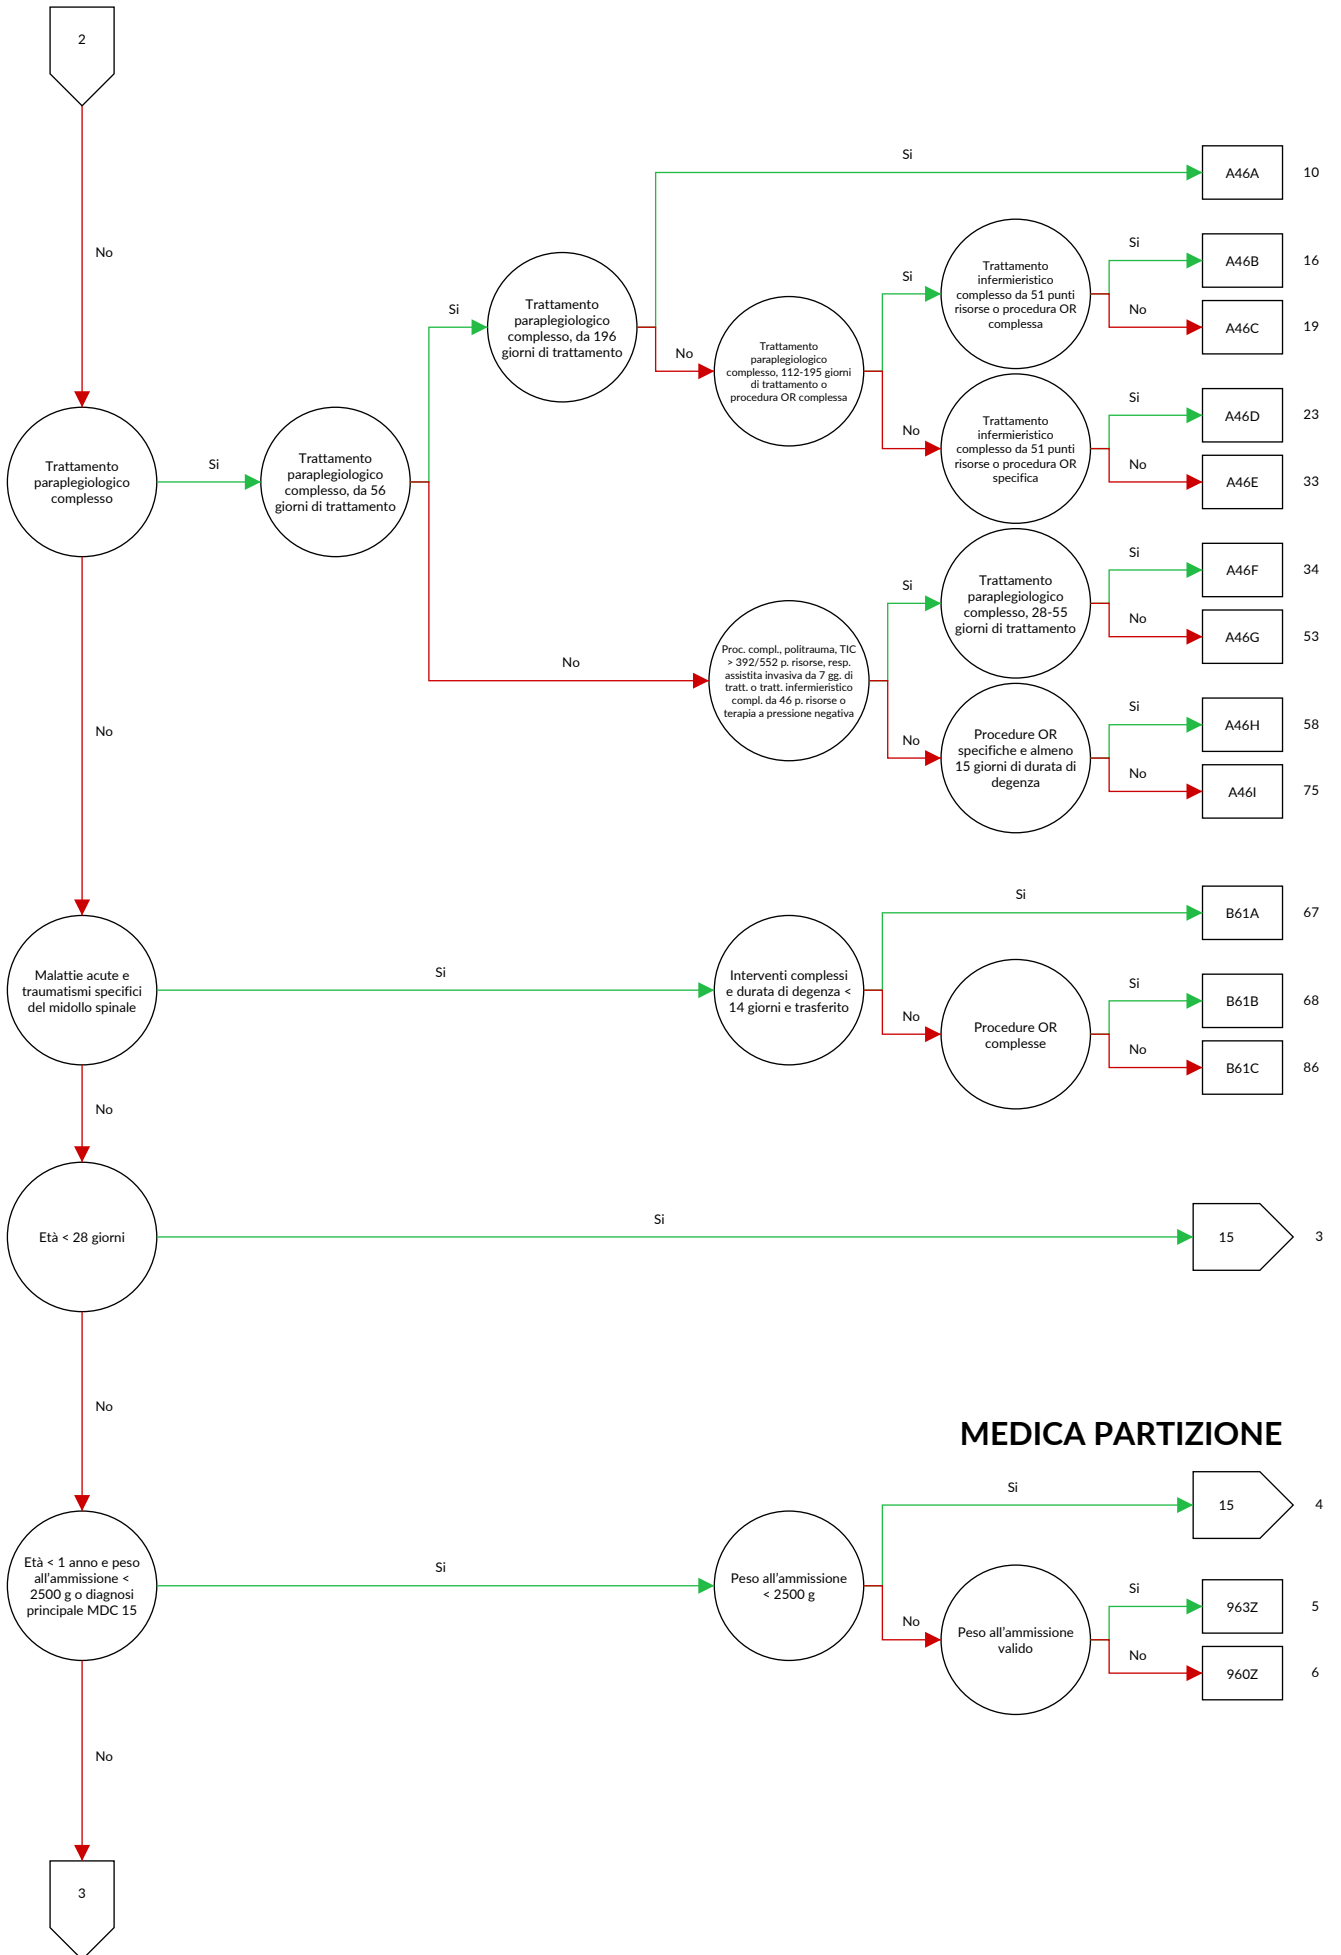 2
No
Si
A46A
10
Trattamento
paraplegiologico
complesso, da 196
giorni di trattamento
Si
No
Trattamento
paraplegiologico
complesso, 112-195 giorni
di trattamento o
procedura OR complessa
Si
Trattamento
infermieristico
complesso da 51 punti
risorse o procedura OR
complessa
Si
A46B
16
No
A46C
19
No
Trattamento
infermieristico
complesso da 51 punti
risorse o procedura OR
specifica
Si
A46D
23
No
A46E
33
Trattamento
paraplegiologico
complesso
Si
Trattamento
paraplegiologico
complesso, da 56
giorni di trattamento
No
Proc. compl., politrauma, TIC
> 392/552 p. risorse, resp.
assistita invasiva da 7 gg. di
tratt. o tratt. infermieristico
compl. da 46 p. risorse o
terapia a pressione negativa
Si
Trattamento
paraplegiologico
complesso, 28-55
giorni di trattamento
Si
A46F
34
No
A46G
53
No
Procedure OR
specifiche e almeno
15 giorni di durata di
degenza
Si
A46H
58
No
A46I
75
No
Malattie acute e
traumatismi specifici
del midollo spinale
Si
Interventi complessi
e durata di degenza <
14 giorni e trasferito
Si
B61A
67
No
Procedure OR
complesse
Si
B61B
68
No
B61C
86
No
Età < 28 giorni
Si
15
3
No
MEDICA PARTIZIONE
Età < 1 anno e peso
all'ammissione <
2500 g o diagnosi
principale MDC 15
Si
Peso all'ammissione
< 2500 g
Si
15
4
No
Peso all'ammissione
valido
Si
963Z
5
No
960Z
6
No
3